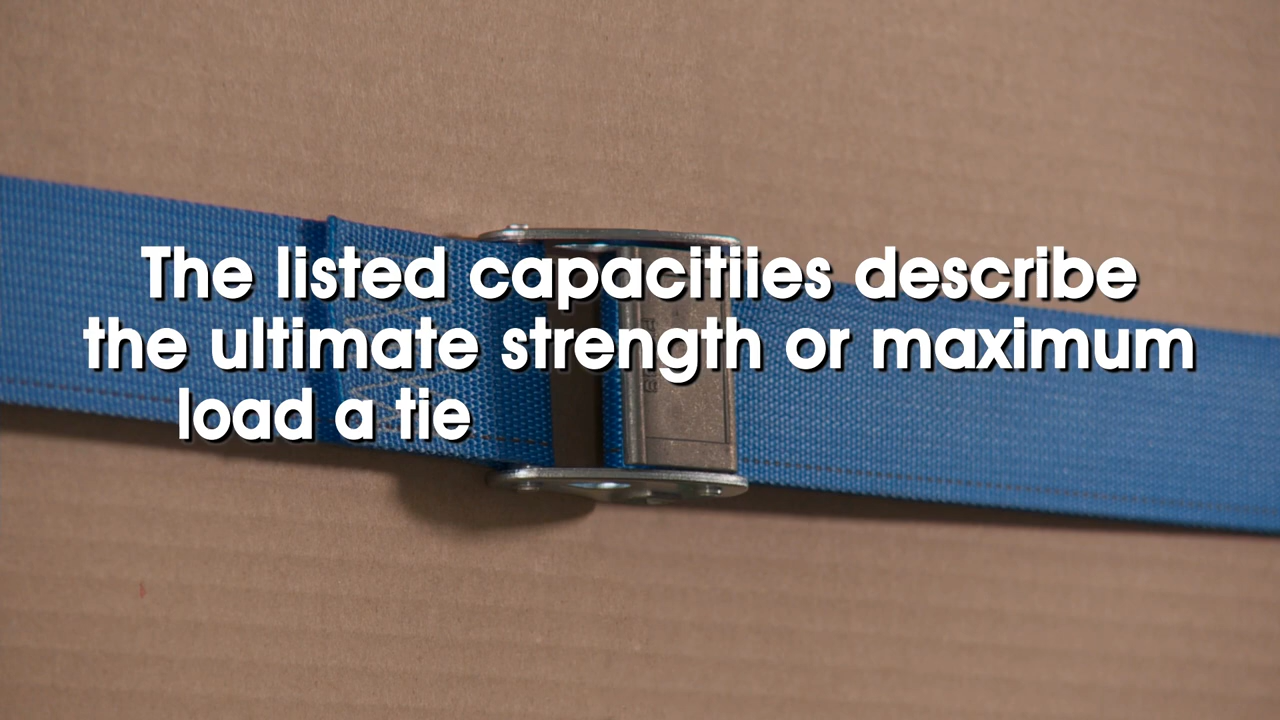 The listed capacitiies describe
the ultimate strength or maximum
load a tie